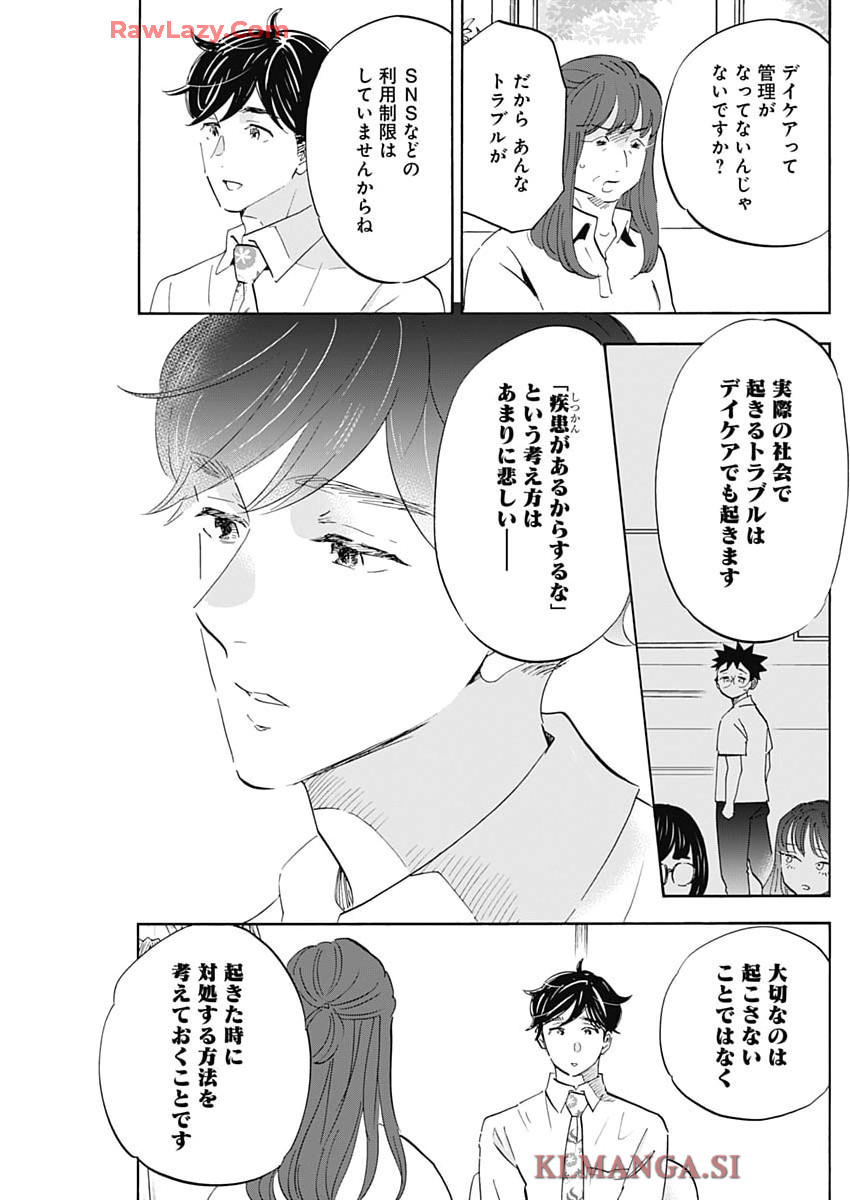 RawLazy.Com
デイケアって
管理が
なってないんじゃ
ないですか?
だから あんな
トラブルが
SNSなどの
利用制限は
していませんからね
実際の社会で
起きるトラブルは
デイケアでも起きます
「疾患があるからするな」
しつかん
という考え方は
あまりに悲しい――
大切なのは
起こさない
ことではなく
起きた時に
対処する方法を
考えておくことです
KLMANGA.SI